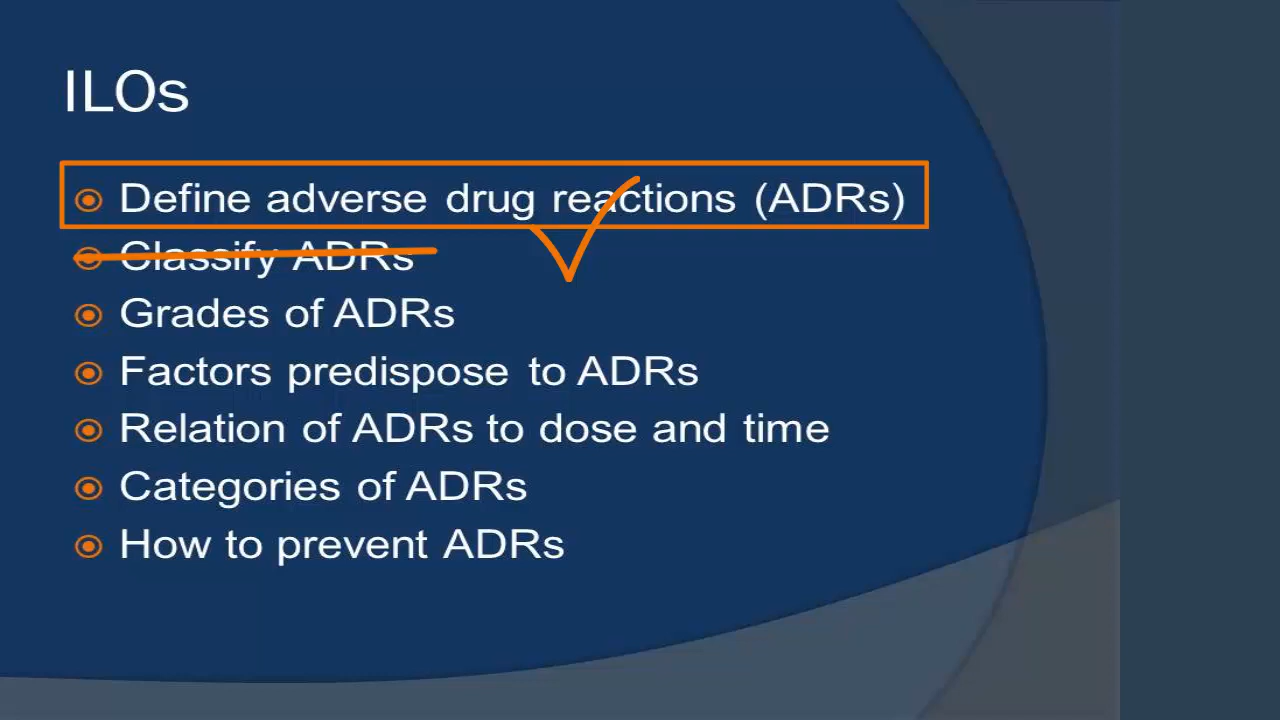 ILOs
Define adverse drug reactions (ADRs)
Classify ADRs
Grades of ADRs
Factors predispose to ADRs
Relation of ADRs to dose and time
Categories of ADRs
How to prevent ADRs